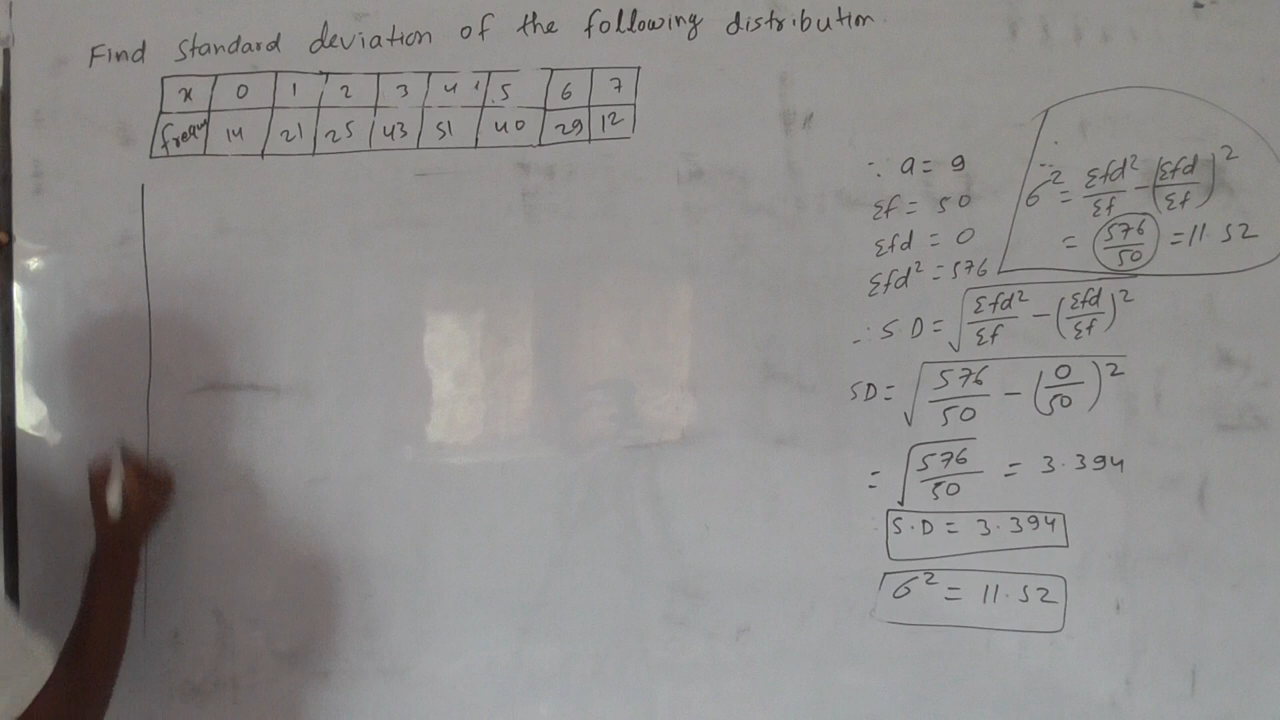 Find standard deviation of the following distribution
x 0 1 2 3 4 5 6 7
frequ 14 21 25 43 51 40 29 12
∵ a = 9
Σf = 50
Σfd = 0
Σfd² = 576
∴ S.D = √(Σfd²/Σf - (Σfd/Σf)²)
SD = √(576/50 - (0/50)²)
= √(576/50) = 3.394
S.D = 3.394
σ² = 11.52
∵ σ² = Σfd²/Σf - (Σfd/Σf)²
= 576/50 = 11.52